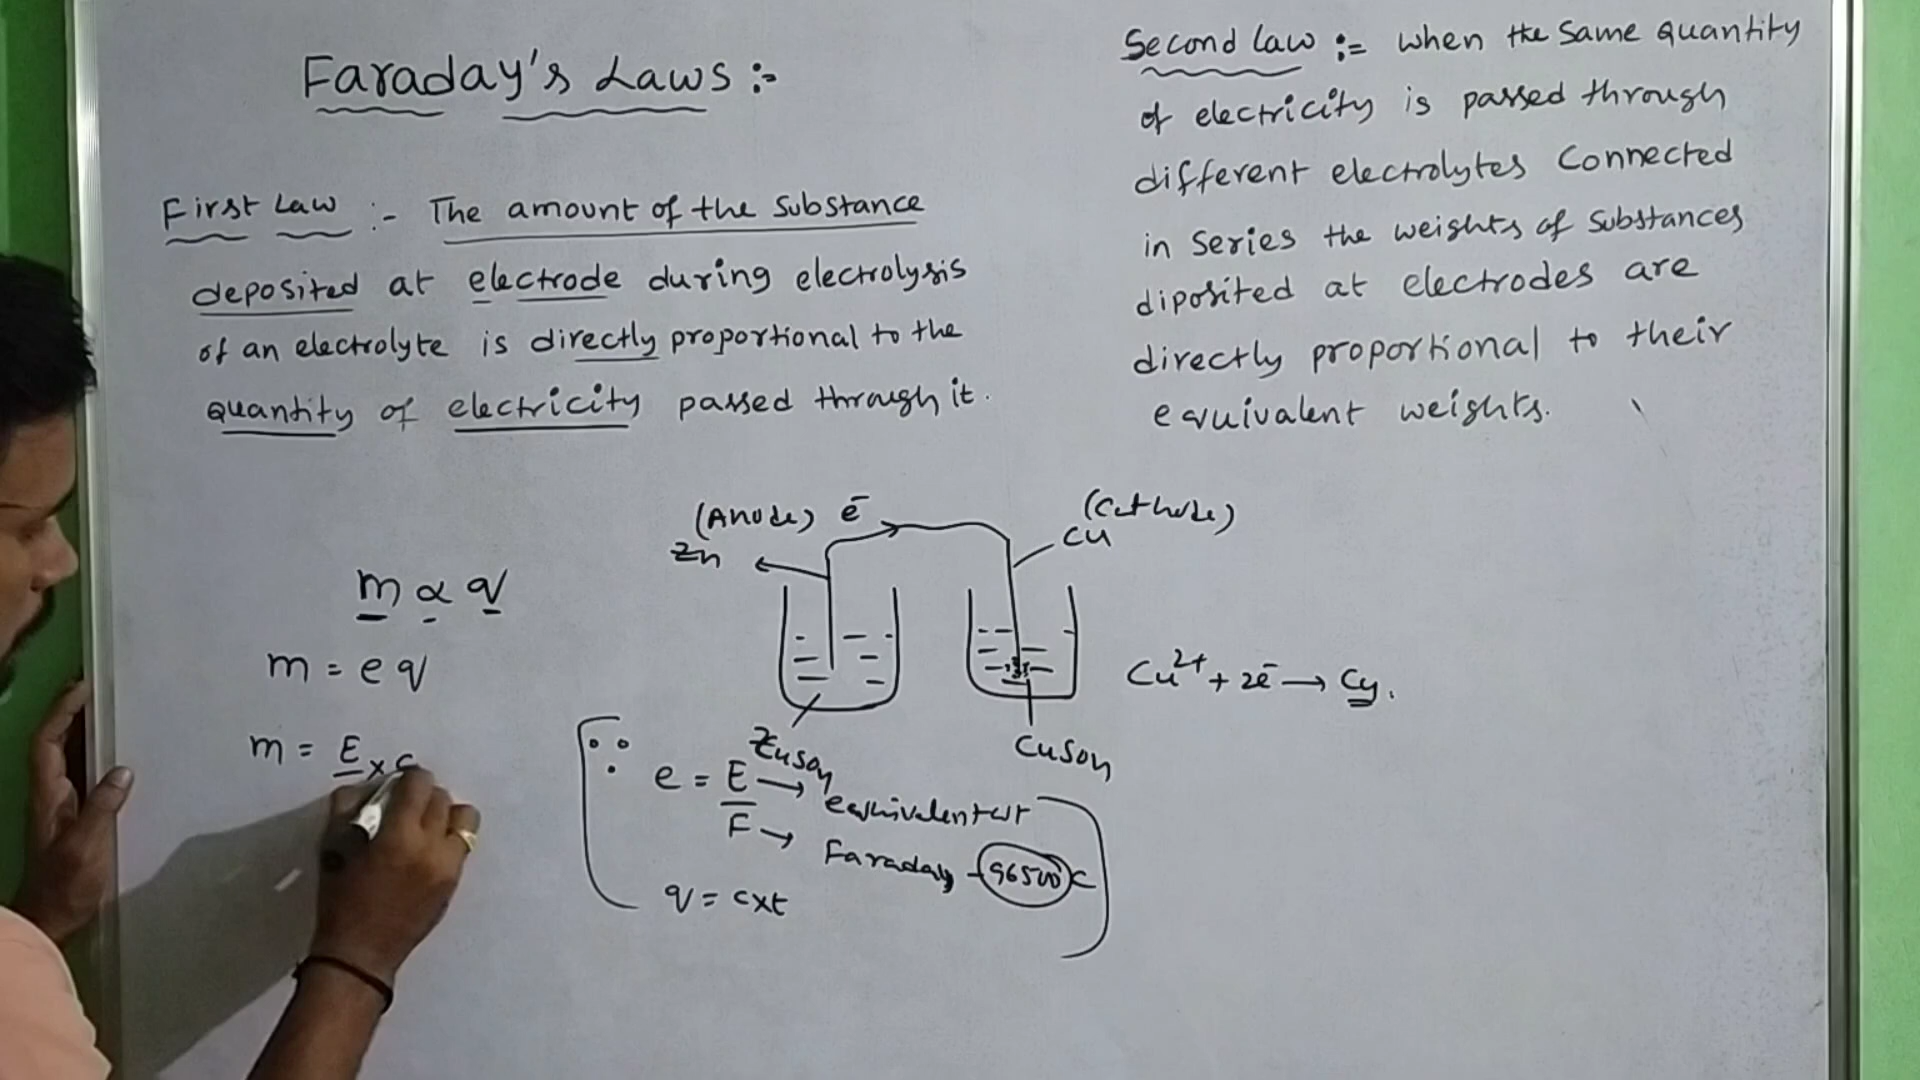 Faraday's Laws :-
First Law :- The amount of the substance
deposited at electrode during electrolysis
of an electrolyte is directly proportional to the
quantity of electricity passed through it.
Second law := when the same quantity
of electricity is passed through
different electrolytes connected
in series the weights of substances
diposited at electrodes are
directly proportional to their
equivalent weights.
m ∝ q
m = e q
m = E × c
(Anode) e⁻
Zn
(Cathode)
Cu
ZnSO4
CuSO4
Cu²⁺ + 2e⁻ → Cu.
∴ e = E → equivalent wt
F → Faraday - 96500 C
q = c×t